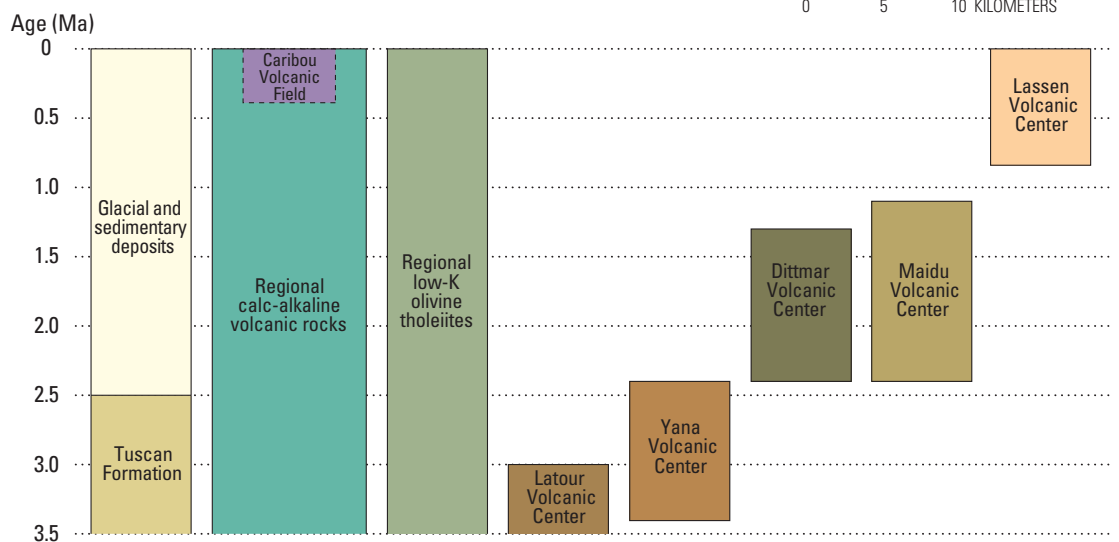 0 5 10 KILOMETERS
Age (Ma)
0
0.5
1.0
1.5
2.0
2.5
3.0
3.5
Glacial and
sedimentary
deposits
Tuscan
Formation
Caribou
Volcanic
Field
Regional
calc-alkaline
volcanic rocks
Regional
low-K
olivine
tholeiites
Latour
Volcanic
Center
Yana
Volcanic
Center
Dittmar
Volcanic
Center
Maidu
Volcanic
Center
Lassen
Volcanic
Center